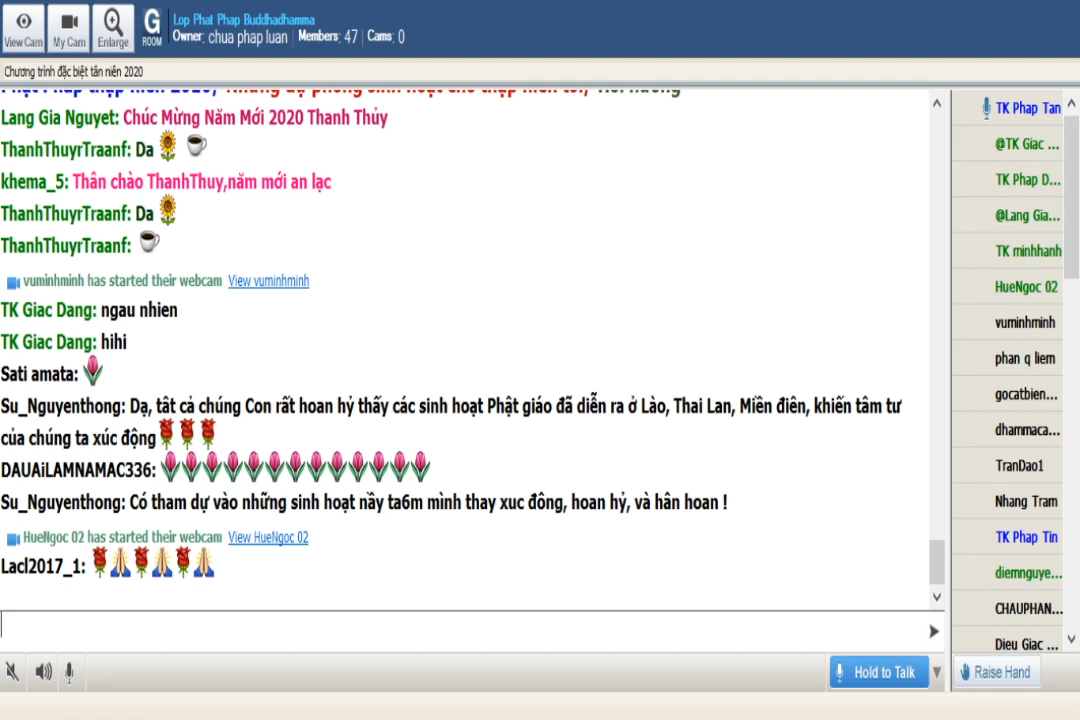 View Cam
My Cam
Enlarge
G
ROOM
Lop Phat Phap Buddhadhamma
Owner: chua phap luan | Members: 47 | Cams: 0
Chương trình đặc biệt tân niên 2020
Lang Gia Nguyet: Chúc Mừng Năm Mới 2020 Thanh Thủy
ThanhThuyrTraanf: Da
khema_5: Thân chào ThanhThuy,năm mới an lạc
ThanhThuyrTraanf: Da
ThanhThuyrTraanf:
vuminhminh has started their webcam View vuminhminh
TK Giac Dang: ngau nhien
TK Giac Dang: hihi
Sati amata:
Su_Nguyenthong: Dạ, tât cả chúng Con rất hoan hỷ thấy các sinh hoạt Phật giáo đã diễn ra ở Lào, Thai Lan, Miền điên, khiến tâm tư
của chúng ta xúc động
DAUAiLAMNAMAC336:
Su_Nguyenthong: Có tham dự vào những sinh hoạt nầy ta6m mình thay xuc đông, hoan hỷ, và hân hoan !
HueNgoc 02 has started their webcam View HueNgoc 02
Lacl2017_1:
Hold to Talk
TK Phap Tan
@TK Giac ...
TK Phap D...
@Lang Gia...
TK minhhanh
HueNgoc 02
vuminhminh
phan q liem
gocatbien...
dhammaca...
TranDao1
Nhang Tram
TK Phap Tin
diemnguye...
CHAUPHAN...
Dieu Giac ...
Raise Hand